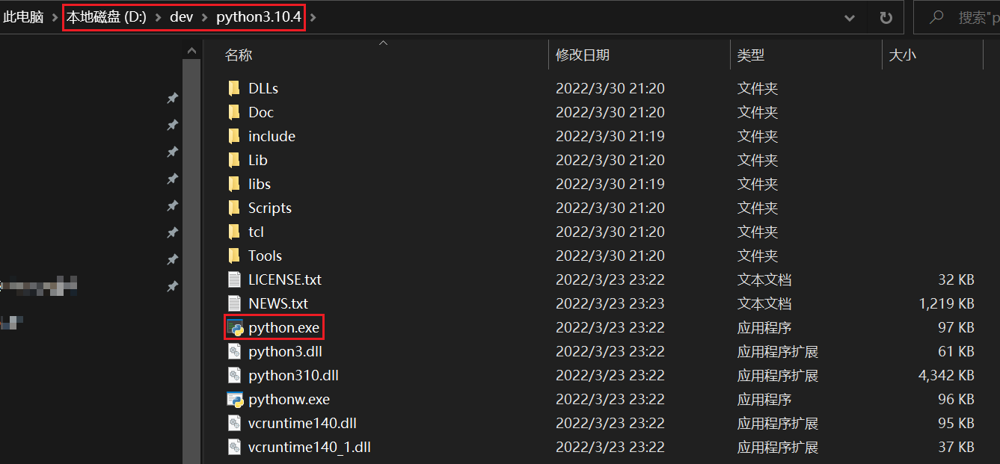 此电脑 > 本地磁盘 (D:) > dev > python3.10.4 > 搜索"p
名称 修改日期 类型 大小
DLLs 2022/3/30 21:20 文件夹
Doc 2022/3/30 21:20 文件夹
include 2022/3/30 21:19 文件夹
Lib 2022/3/30 21:20 文件夹
libs 2022/3/30 21:19 文件夹
Scripts 2022/3/30 21:20 文件夹
tcl 2022/3/30 21:20 文件夹
Tools 2022/3/30 21:20 文件夹
LICENSE.txt 2022/3/23 23:22 文本文档 32 KB
NEWS.txt 2022/3/23 23:23 文本文档 1,219 KB
python.exe 2022/3/23 23:22 应用程序 97 KB
python3.dll 2022/3/23 23:22 应用程序扩展 61 KB
python310.dll 2022/3/23 23:22 应用程序扩展 4,342 KB
pythonw.exe 2022/3/23 23:22 应用程序 96 KB
vcruntime140.dll 2022/3/23 23:22 应用程序扩展 95 KB
vcruntime140_1.dll 2022/3/23 23:22 应用程序扩展 37 KB